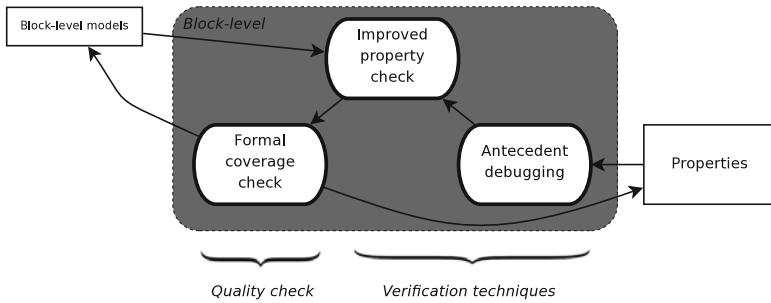 Block-level models
Block-level
Improved
property
check
Formal
coverage
check
Antecedent
debugging
Properties
Quality check
Verification techniques